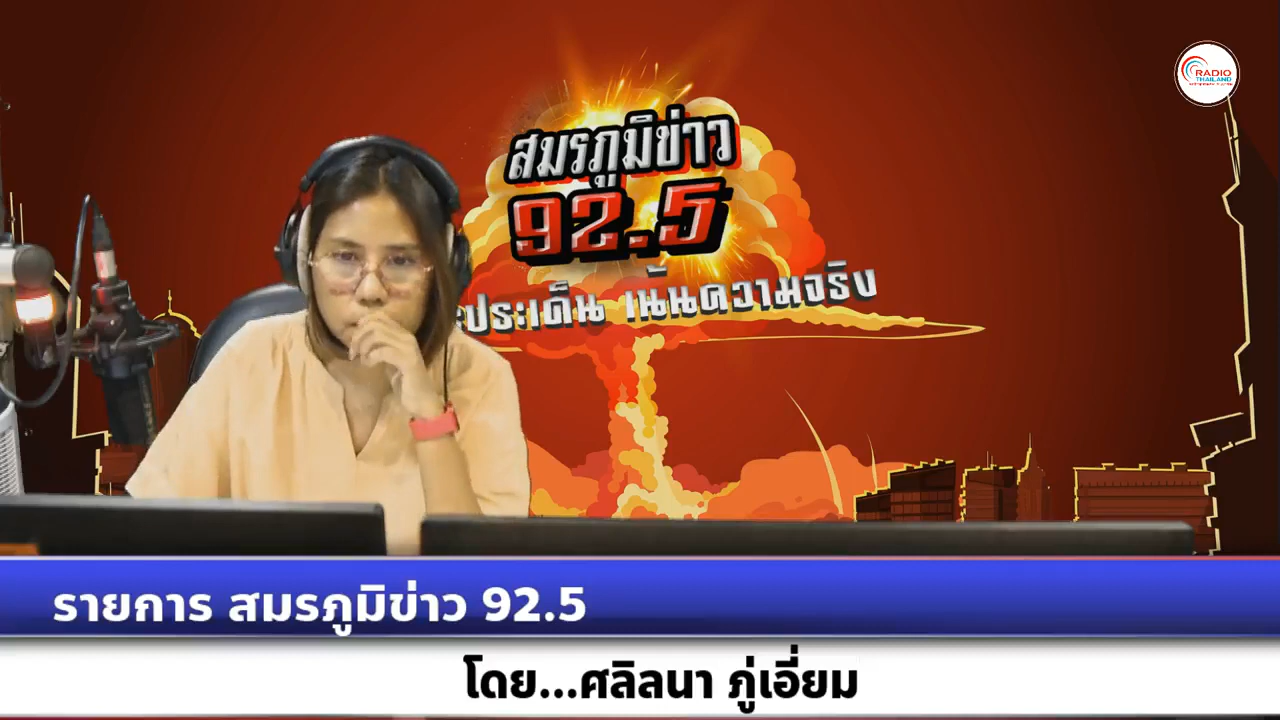 RADIO
THAILAND
สมรภูมิข่าว
92.5
ประเด็น เน้นความจริง
รายการ สมรภูมิข่าว 92.5
โดย...ศลิลนา ภู่เอี่ยม